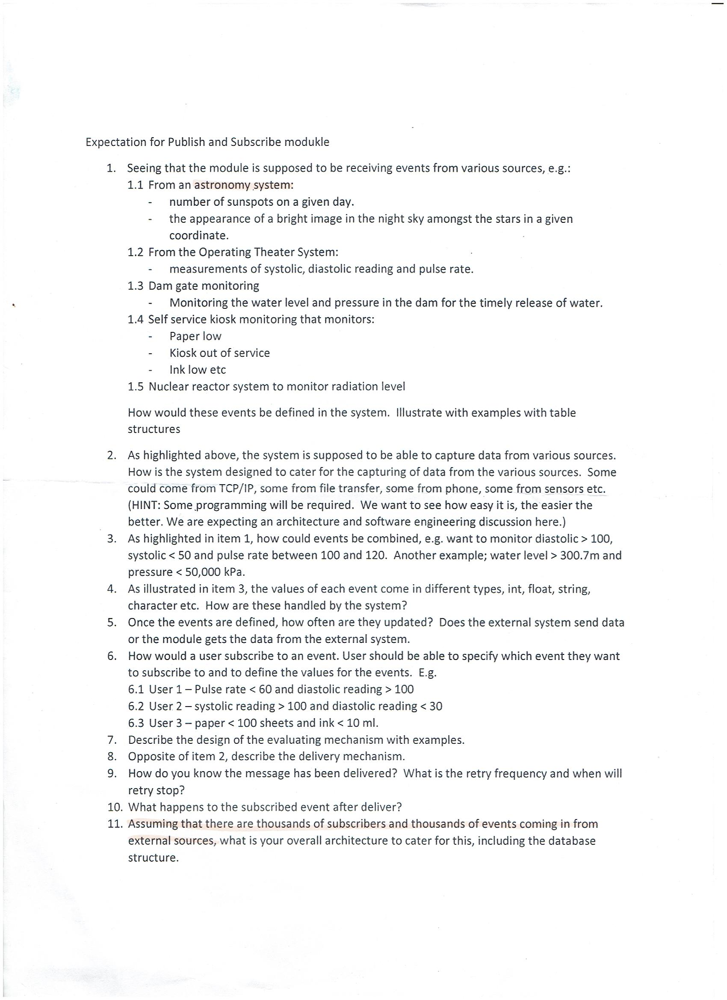 Expectation for Publish and Subscribe modukle
1. Seeing that the module is supposed to be receiving events from various sources, e.g.:
1.1 From an astronomy system:
- number of sunspots on a given day.
- the appearance of a bright image in the night sky amongst the stars in a given
coordinate.
1.2 From the Operating Theater System:
- measurements of systolic, diastolic reading and pulse rate.
1.3 Dam gate monitoring
- Monitoring the water level and pressure in the dam for the timely release of water.
1.4 Self service kiosk monitoring that monitors:
- Paper low
- Kiosk out of service
- Ink low etc
1.5 Nuclear reactor system to monitor radiation level
How would these events be defined in the system. Illustrate with examples with table
structures
2. As highlighted above, the system is supposed to be able to capture data from various sources.
How is the system designed to cater for the capturing of data from the various sources. Some
could come from TCP/IP, some from file transfer, some from phone, some from sensors etc.
(HINT: Some programming will be required. We want to see how easy it is, the easier the
better. We are expecting an architecture and software engineering discussion here.)
3. As highlighted in item 1, how could events be combined, e.g. want to monitor diastolic > 100,
systolic < 50 and pulse rate between 100 and 120. Another example; water level > 300.7m and
pressure < 50,000 kPa.
4. As illustrated in item 3, the values of each event come in different types, int, float, string,
character etc. How are these handled by the system?
5. Once the events are defined, how often are they updated? Does the external system send data
or the module gets the data from the external system.
6. How would a user subscribe to an event. User should be able to specify which event they want
to subscribe to and to define the values for the events. E.g.
6.1 User 1 – Pulse rate < 60 and diastolic reading > 100
6.2 User 2 – systolic reading > 100 and diastolic reading < 30
6.3 User 3 – paper < 100 sheets and ink < 10 ml.
7. Describe the design of the evaluating mechanism with examples.
8. Opposite of item 2, describe the delivery mechanism.
9. How do you know the message has been delivered? What is the retry frequency and when will
retry stop?
10. What happens to the subscribed event after deliver?
11. Assuming that there are thousands of subscribers and thousands of events coming in from
external sources, what is your overall architecture to cater for this, including the database
structure.